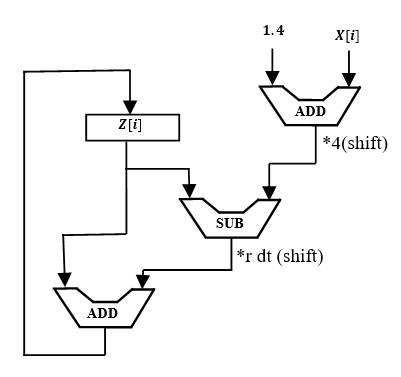 1.4
X[i]
ADD
*4(shift)
Z[i]
SUB
*r dt (shift)
ADD